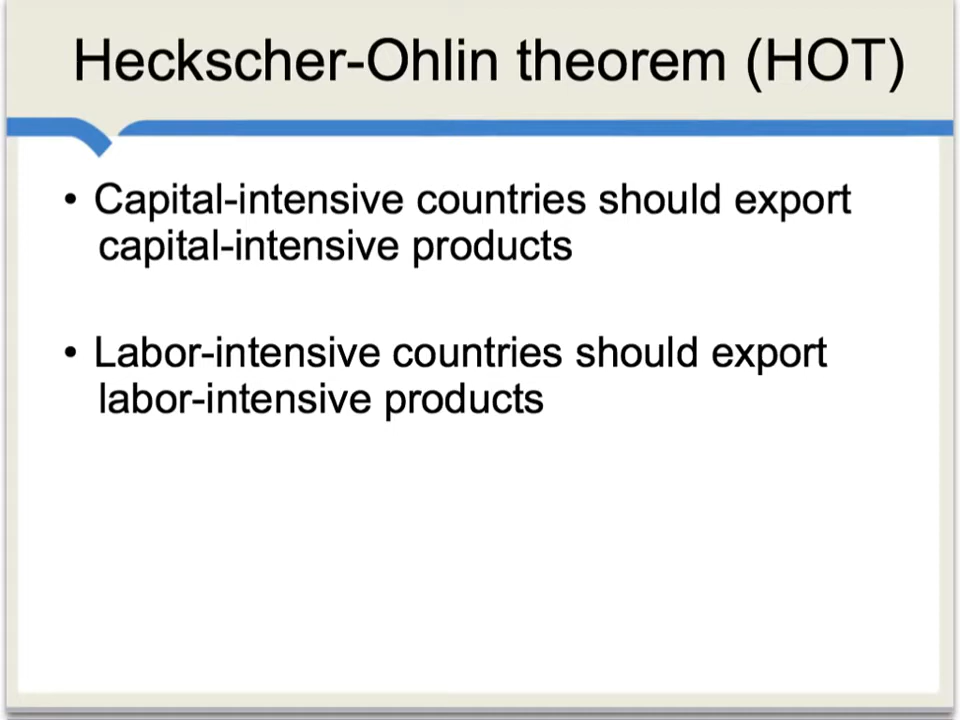 Heckscher-Ohlin theorem (HOT)
• Capital-intensive countries should export
capital-intensive products
• Labor-intensive countries should export
labor-intensive products